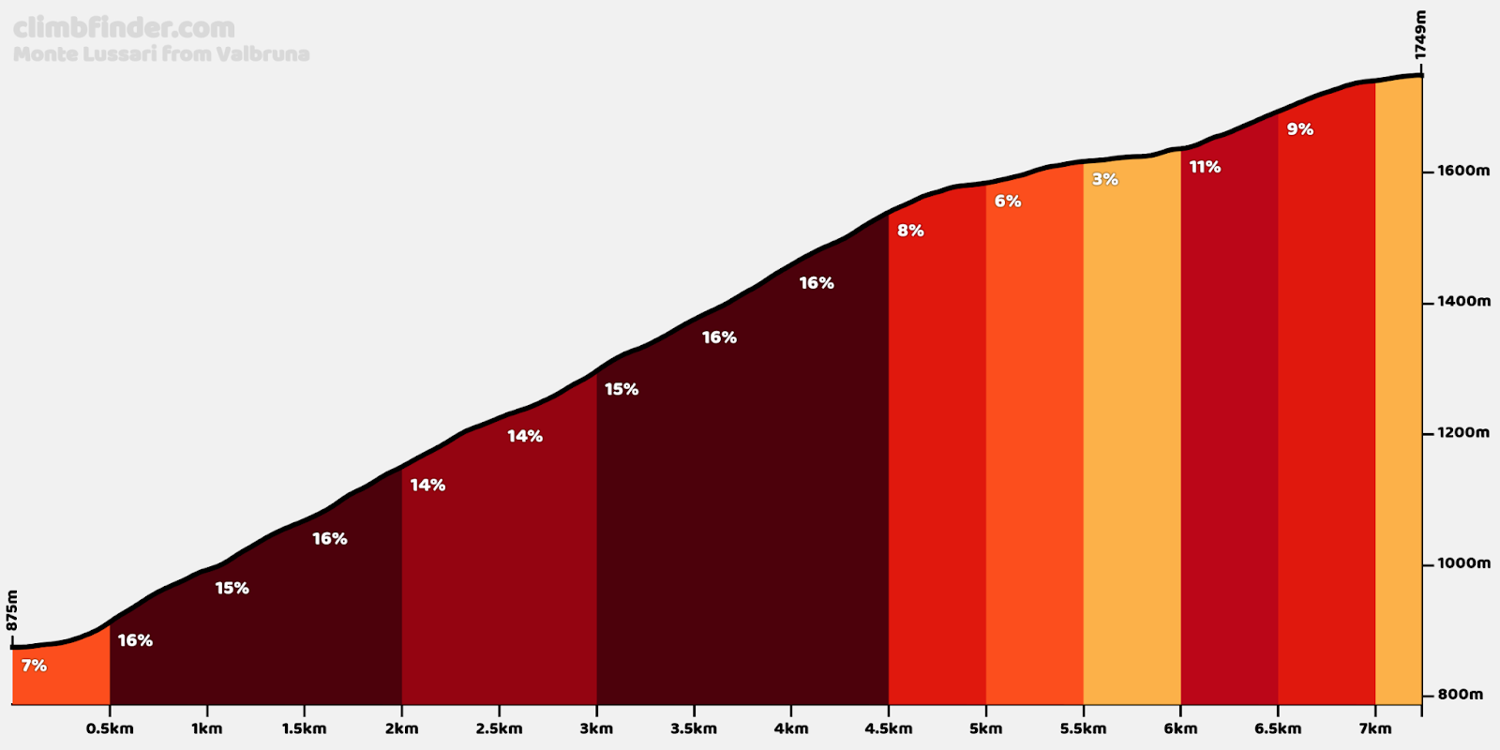 climbfinder.com
Monte Lussari from Valbruna
1749m
1600m
1400m
1200m
1000m
800m
875m
7%
16%
15%
16%
14%
14%
15%
16%
16%
8%
6%
3%
11%
9%
0.5km
1km
1.5km
2km
2.5km
3km
3.5km
4km
4.5km
5km
5.5km
6km
6.5km
7km